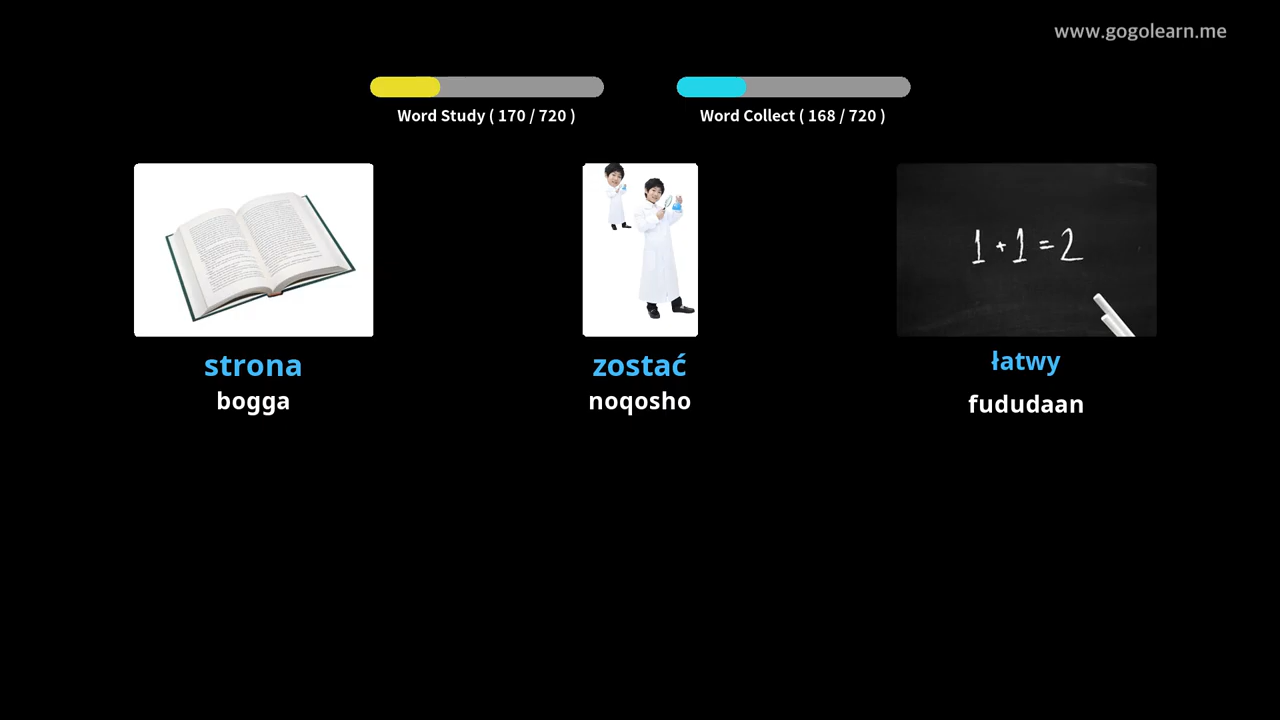 www.gogolearn.me
Word Study ( 170 / 720 )
Word Collect ( 168 / 720 )
1 + 1 = 2
strona
bogga
zostać
noqosho
łatwy
fududaan